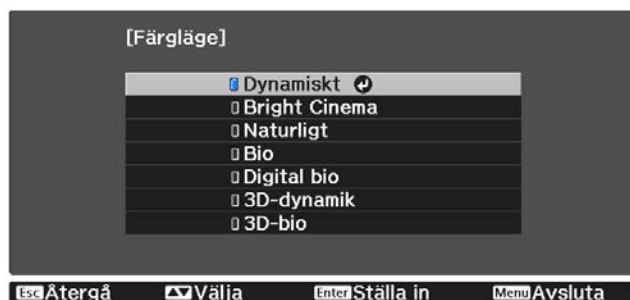 [Färgläge]
Dynamiskt
Bright Cinema
Naturligt
Bio
Digital bio
3D-dynamik
3D-bio
Esc Återgå Välja Enter Ställa in Menu Avsluta